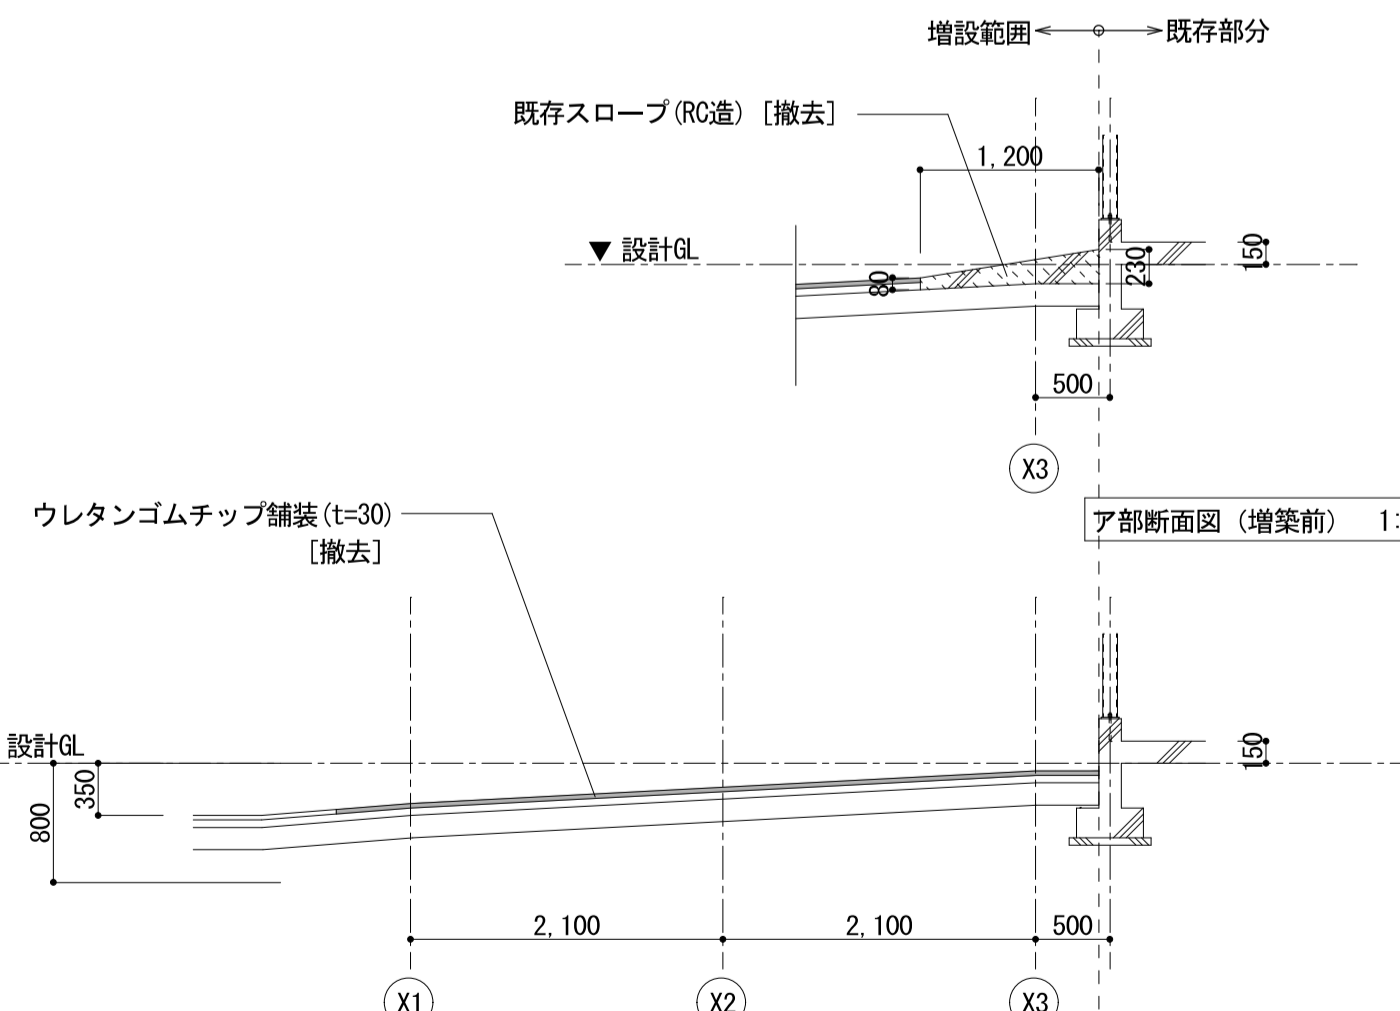 増設範囲
既存部分
既存スロープ(RC造) [撤去]
1,200
▼ 設計GL
80
230
150
500
X3
ウレタンゴムチップ舗装(t=30)
[撤去]
ア部断面図 (増築前) 1:
設計GL
350
800
150
2,100
2,100
500
X1
X2
X3